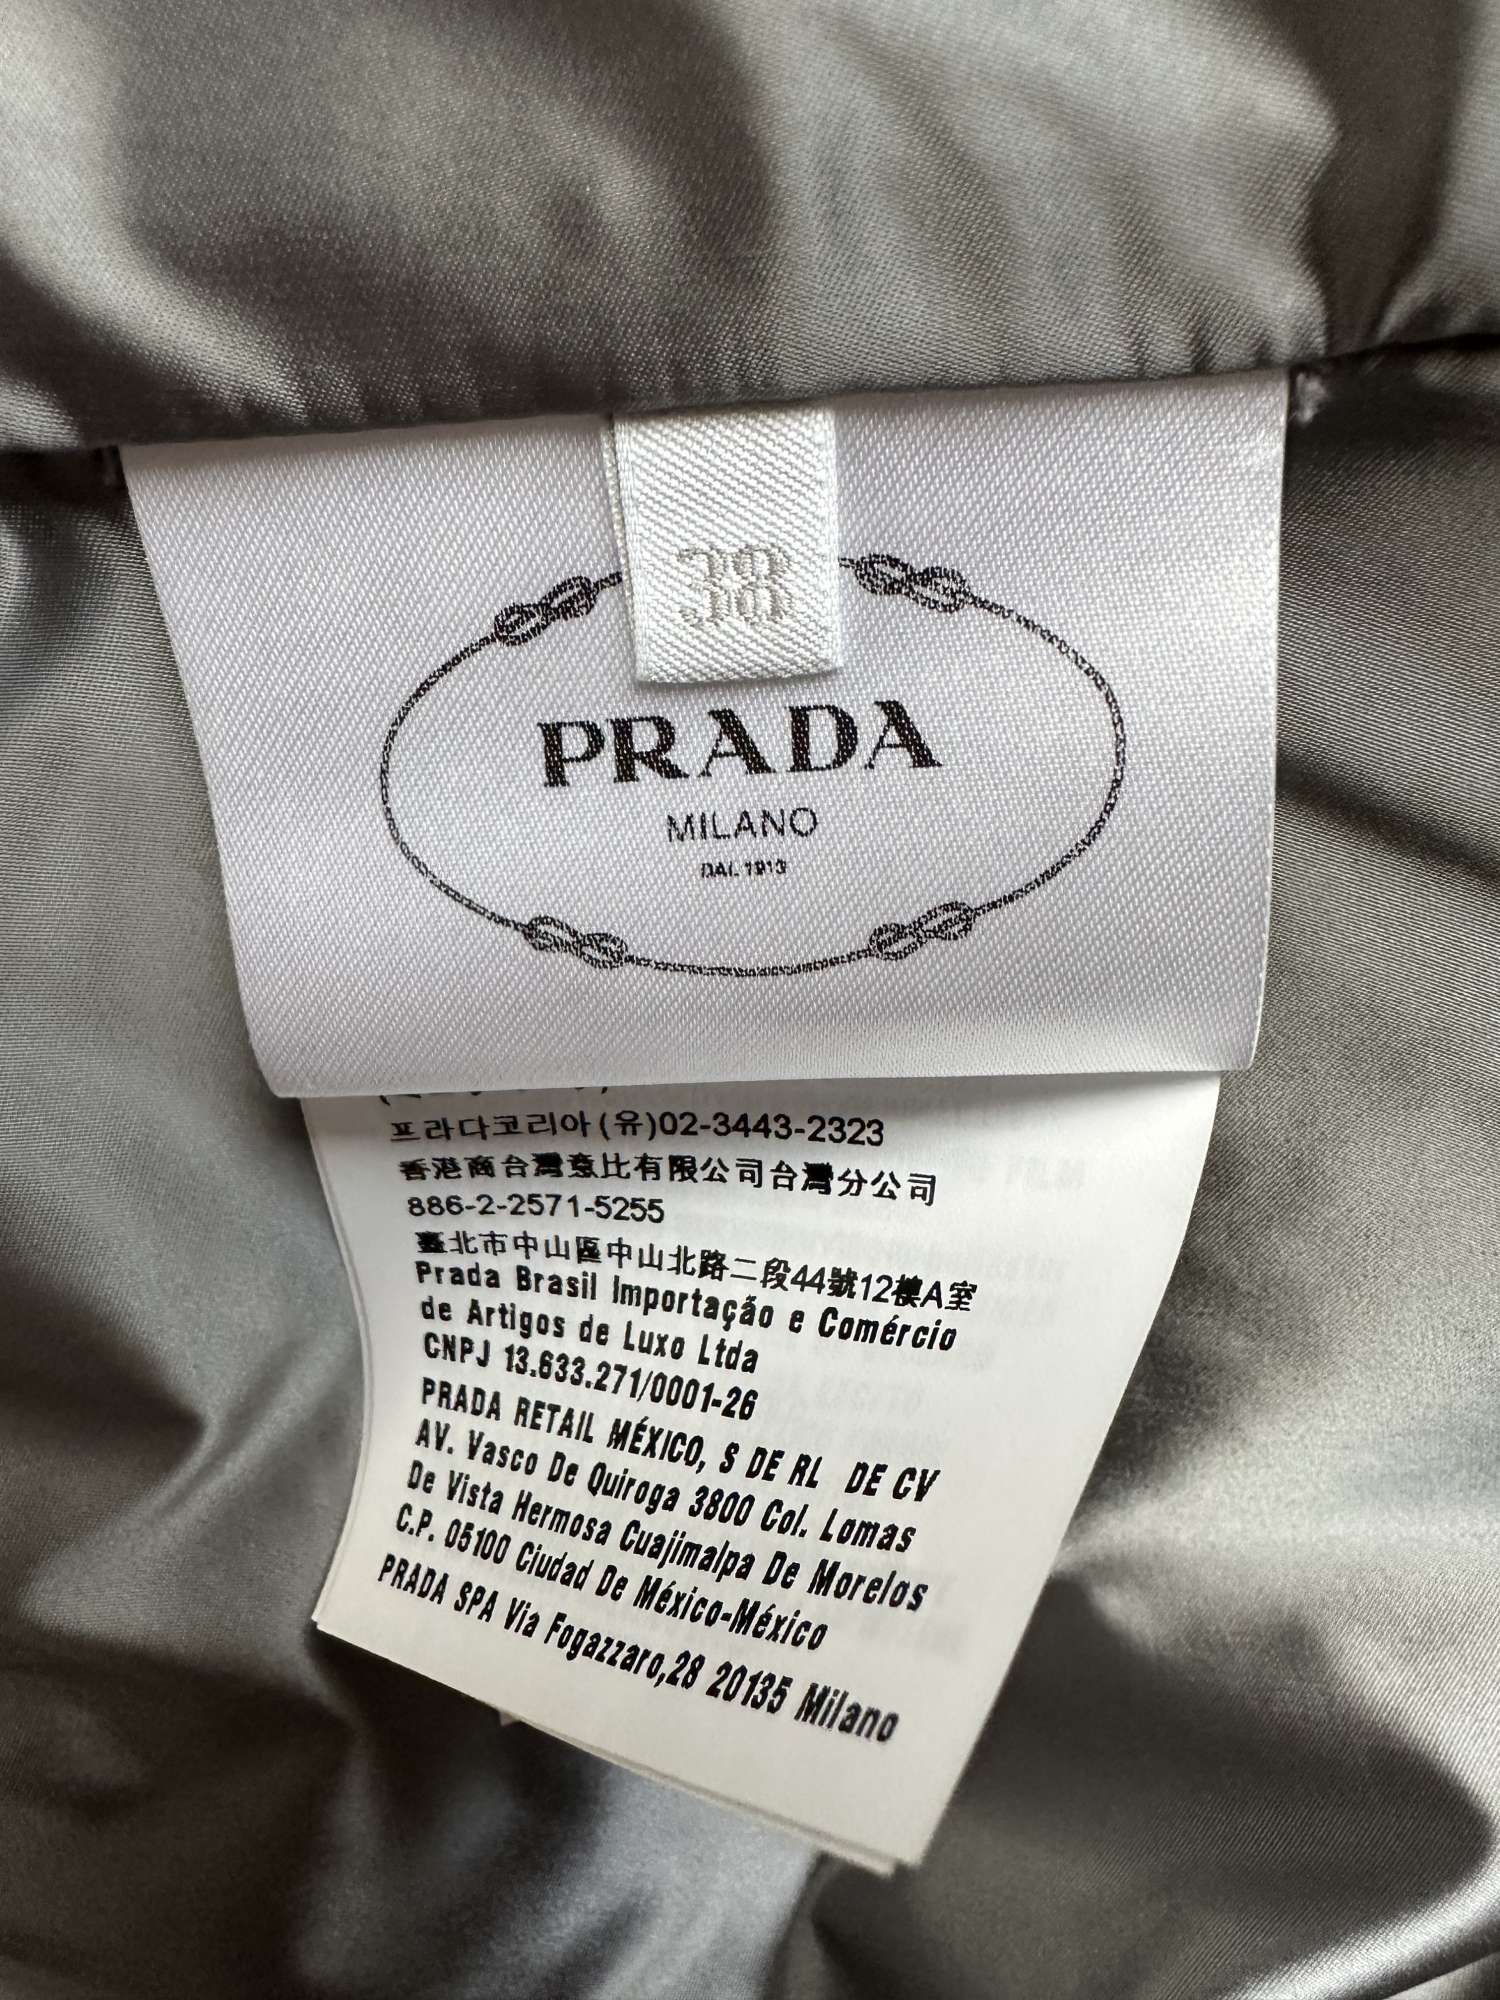 38
PRADA
MILANO
DAL 1913
프라다코리아(유)02-3443-2323
香港商台灣意比有限公司台灣分公司
886-2-2571-5255
臺北市中山區中山北路二段44號12樓A室
Prada Brasil Importação e Comércio
de Artigos de Luxo Ltda
CNPJ 13.633.271/0001-26
PRADA RETAIL MÉXICO, S DE RL DE CV
AV. Vasco De Quiroga 3800 Col. Lomas
De Vista Hermosa Cuajimalpa De Morelos
C.P. 05100 Ciudad De México-México
PRADA SPA Via Fogazzaro,28 20135 Milano